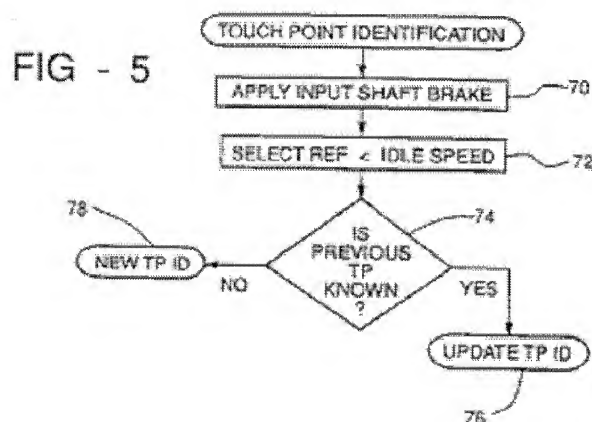 FIG - 5
TOUCH POINT IDENTIFICATION
APPLY INPUT SHAFT BRAKE
70
SELECT REF < IDLE SPEED
72
74
IS
PREVIOUS
TP
KNOWN
?
78
NEW TP ID
NO
YES
UPDATE TP ID
76